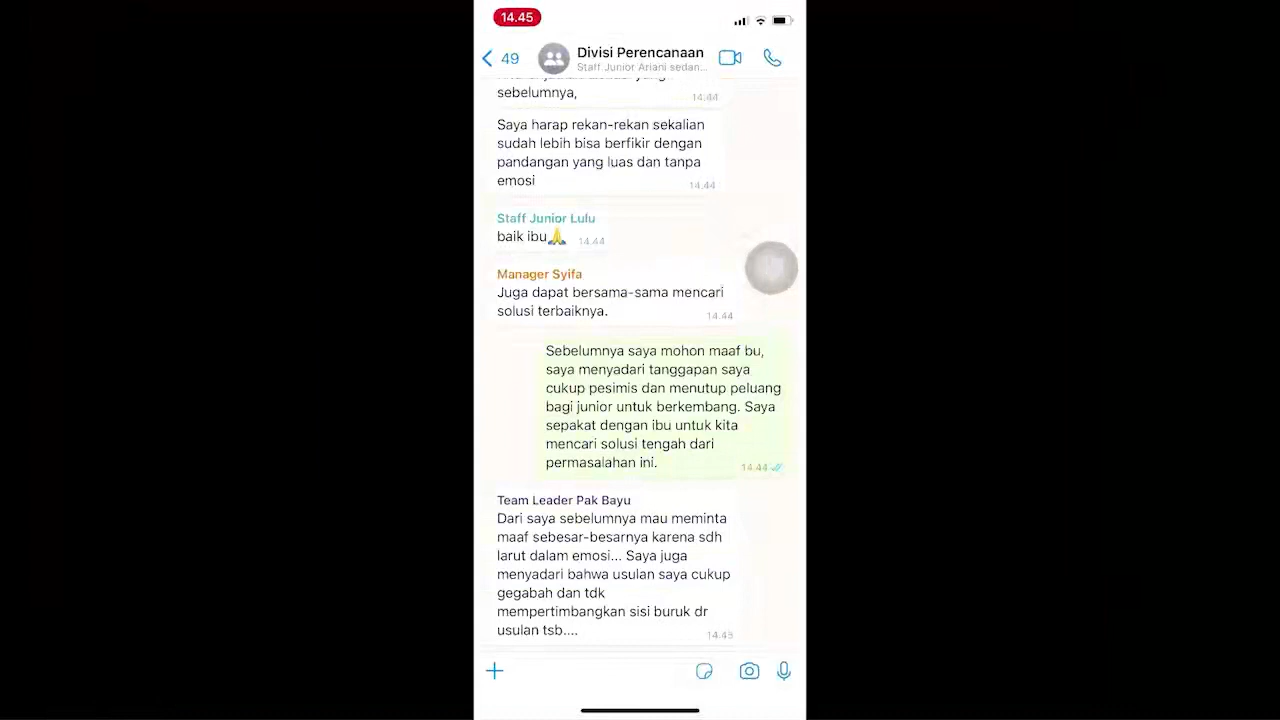 14.45
49
Divisi Perencanaan
Staff Junior Ariani sedan...
sebelumnya,
14.44
Saya harap rekan-rekan sekalian
sudah lebih bisa berfikir dengan
pandangan yang luas dan tanpa
emosi
14.44
Staff Junior Lulu
baik ibu🙏 14.44
Manager Syifa
Juga dapat bersama-sama mencari
solusi terbaiknya.
14.44
Sebelumnya saya mohon maaf bu,
saya menyadari tanggapan saya
cukup pesimis dan menutup peluang
bagi junior untuk berkembang. Saya
sepakat dengan ibu untuk kita
mencari solusi tengah dari
permasalahan ini.
14.44
Team Leader Pak Bayu
Dari saya sebelumnya mau meminta
maaf sebesar-besarnya karena sdh
larut dalam emosi... Saya juga
menyadari bahwa usulan saya cukup
gegabah dan tdk
mempertimbangkan sisi buruk dr
usulan tsb....